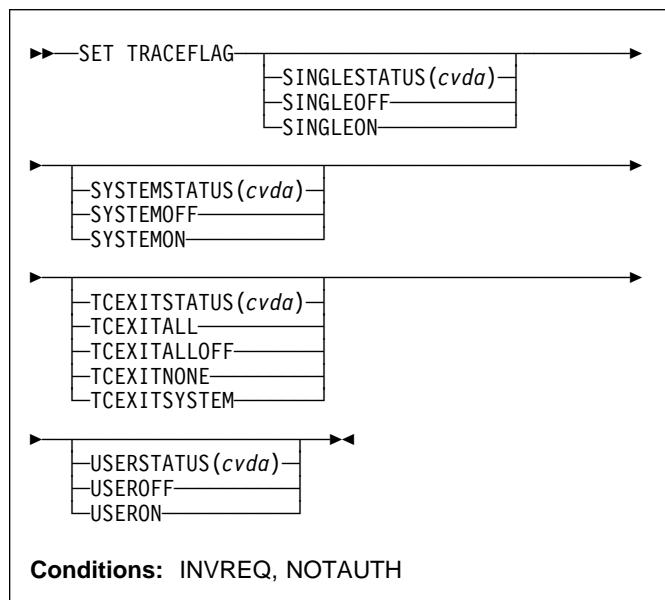 SET TRACEFLAG
SINGLESTATUS(cvda)
SINGLEOFF
SINGLEON
SYSTEMSTATUS(cvda)
SYSTEMOFF
SYSTEMON
TCEXITSTATUS(cvda)
TCEXITALL
TCEXITALLOFF
TCEXITNONE
TCEXITSYSTEM
USERSTATUS(cvda)
USEROFF
USERON
Conditions: INVREQ, NOTAUTH